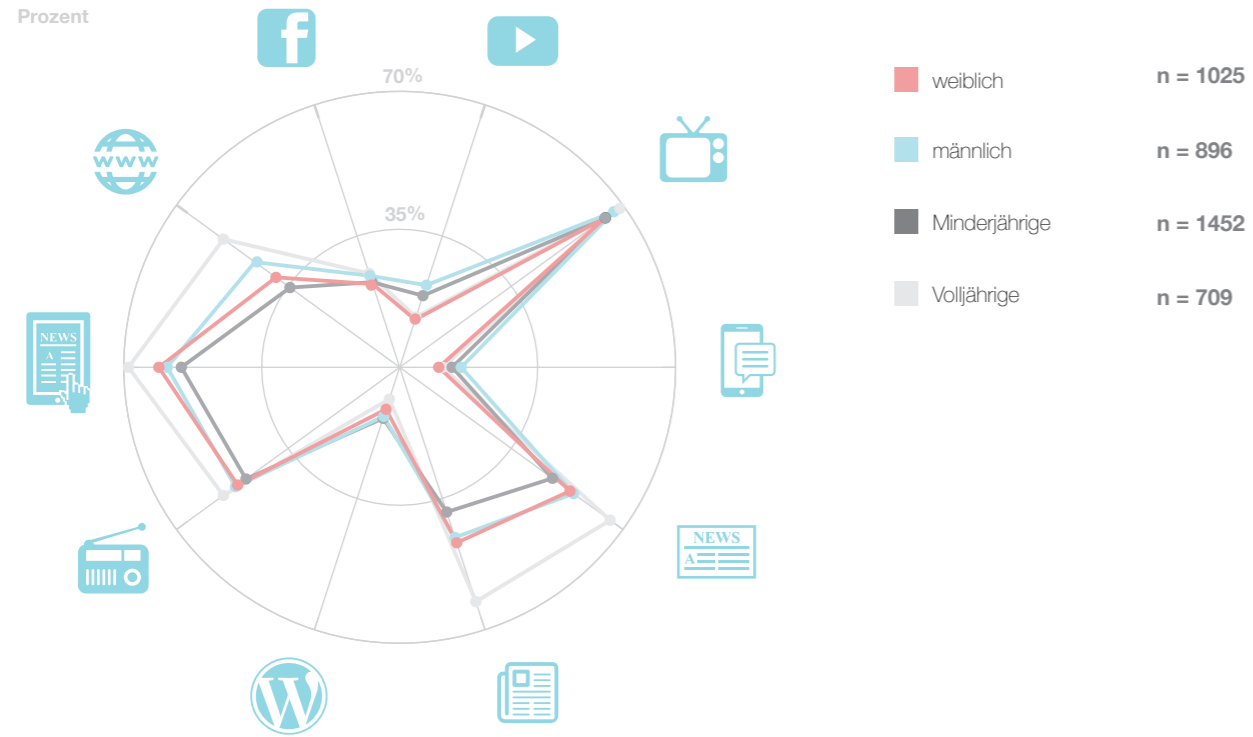 Prozent
f
70%
weiblich n = 1025
www
männlich n = 896
35%
Minderjährige n = 1452
Volljährige n = 709
NEWS
A
NEWS
A
W